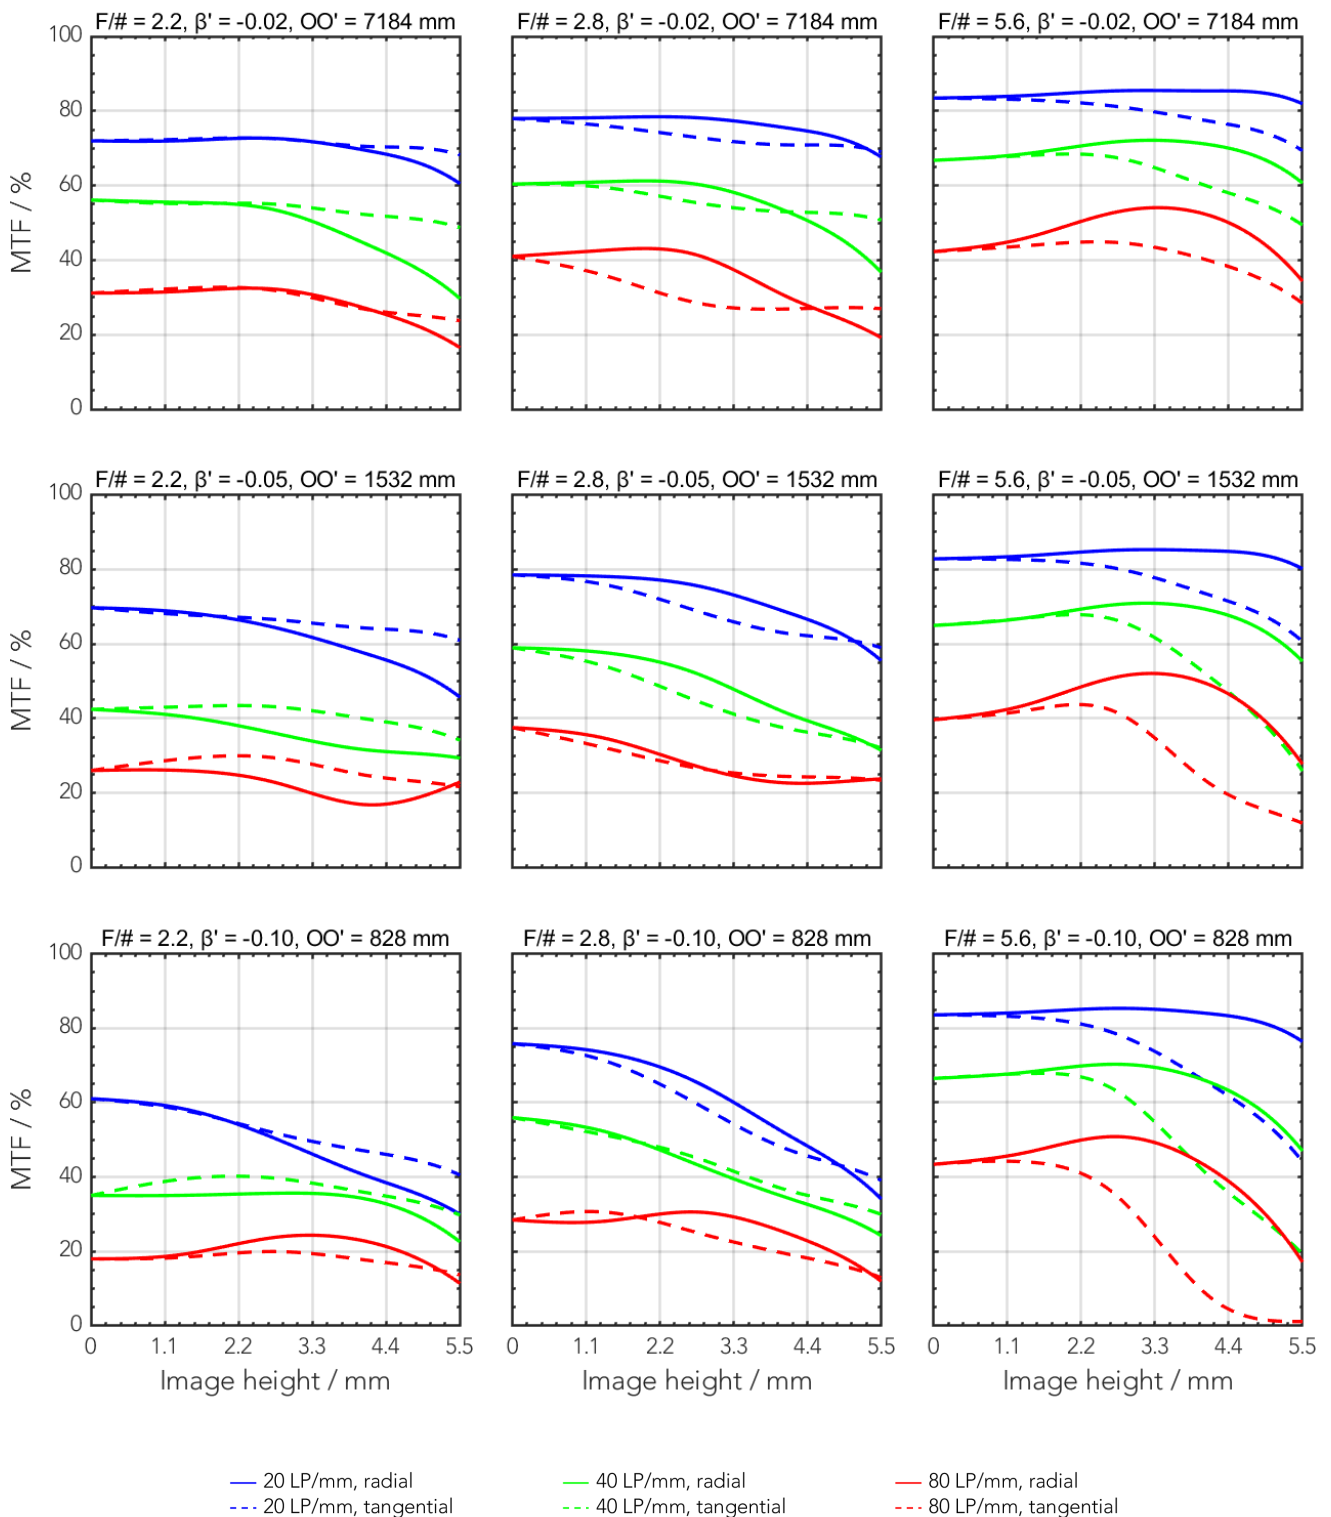 F/# = 2.2, β' = -0.02, OO' = 7184 mm
F/# = 2.8, β' = -0.02, OO' = 7184 mm
F/# = 5.6, β' = -0.02, OO' = 7184 mm
100
80
60
40
20
0
MTF / %
F/# = 2.2, β' = -0.05, OO' = 1532 mm
F/# = 2.8, β' = -0.05, OO' = 1532 mm
F/# = 5.6, β' = -0.05, OO' = 1532 mm
100
80
60
40
20
0
MTF / %
F/# = 2.2, β' = -0.10, OO' = 828 mm
F/# = 2.8, β' = -0.10, OO' = 828 mm
F/# = 5.6, β' = -0.10, OO' = 828 mm
100
80
60
40
20
0
MTF / %
0 1.1 2.2 3.3 4.4 5.5
0 1.1 2.2 3.3 4.4 5.5
0 1.1 2.2 3.3 4.4 5.5
Image height / mm
Image height / mm
Image height / mm
20 LP/mm, radial
40 LP/mm, radial
80 LP/mm, radial
20 LP/mm, tangential
40 LP/mm, tangential
80 LP/mm, tangential